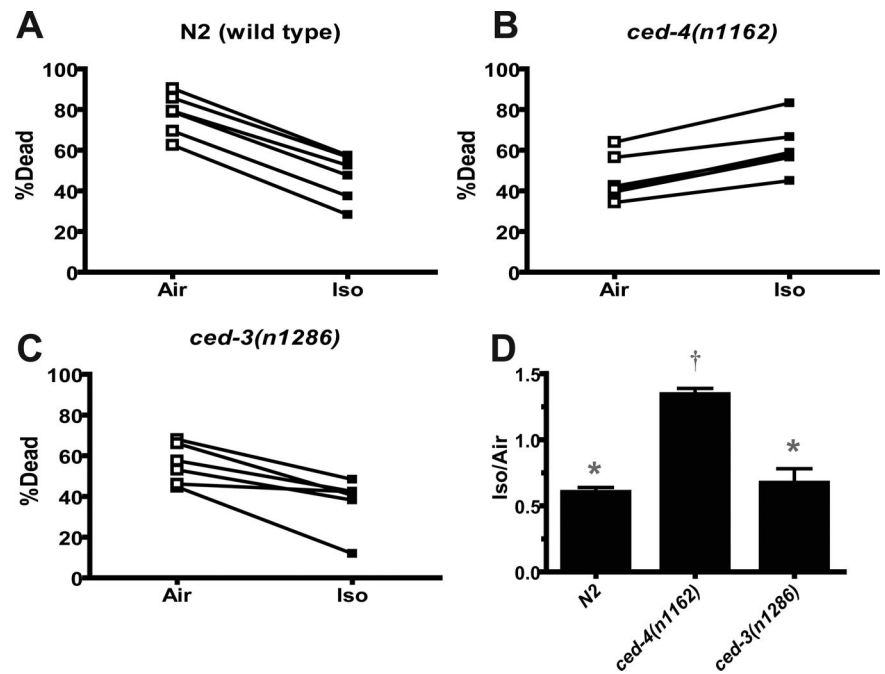 A
N2 (wild type)
100
80
60
40
20
0
%Dead
Air
Iso
B
ced-4(n1162)
100
80
60
40
20
0
%Dead
Air
Iso
C
ced-3(n1286)
100
80
60
40
20
0
%Dead
Air
Iso
D
1.5
1.0
0.5
0.0
Iso/Air
*
†
*
N2
ced-4(n1162)
ced-3(n1286)